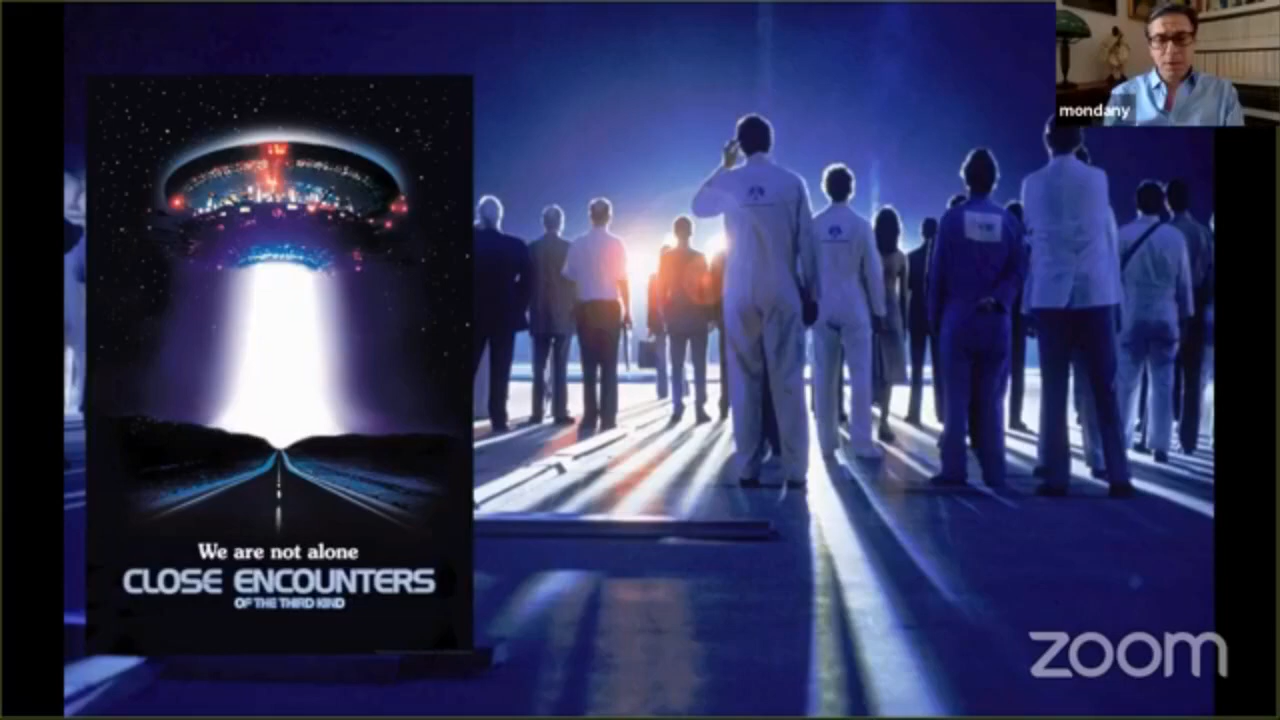 mondany
We are not alone
CLOSE ENCOUNTERS
OF THE THIRD KIND
zoom